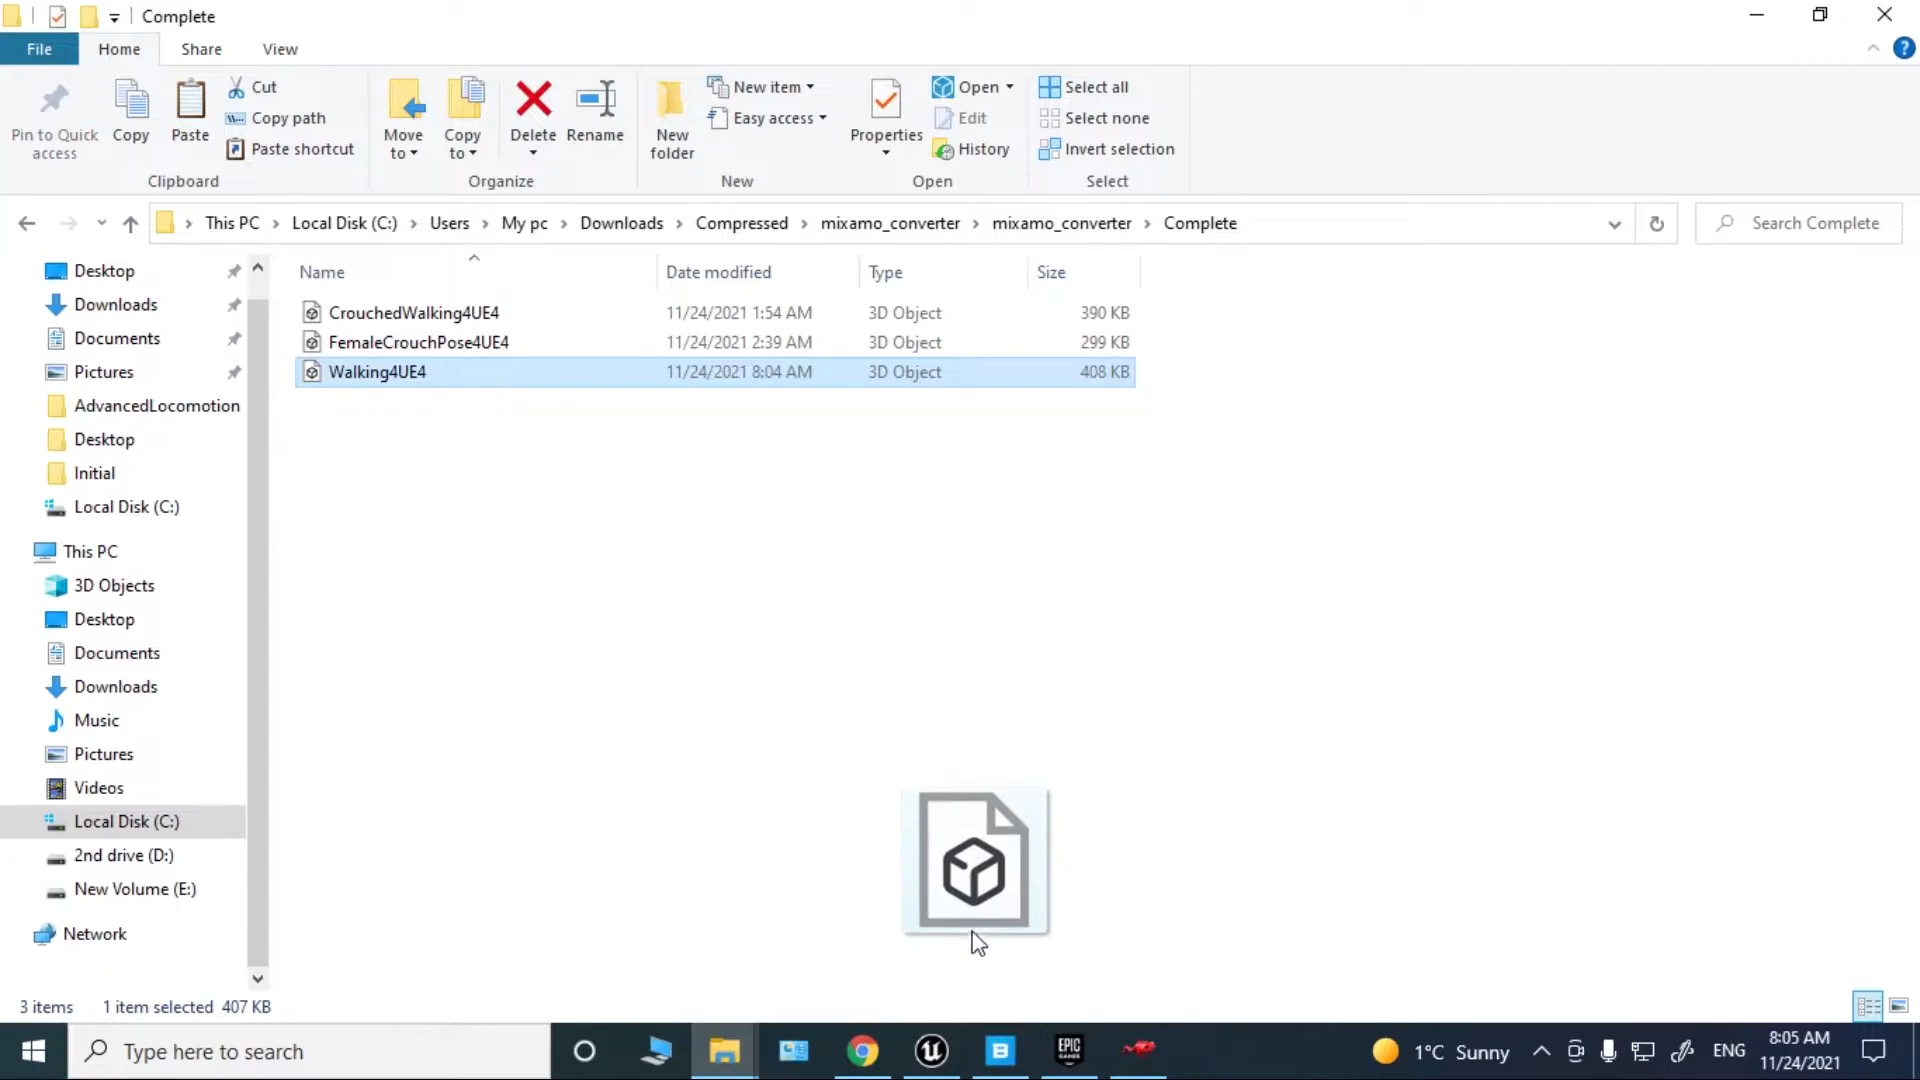 Complete
File
Home
Share
View
Pin to Quick access
Copy
Paste
Cut
Copy path
Paste shortcut
Clipboard
Move to
Copy to
Delete
Rename
Organize
New folder
New item
Easy access
New
Properties
Open
Edit
History
Open
Select all
Select none
Invert selection
Select
This PC > Local Disk (C:) > Users > My pc > Downloads > Compressed > mixamo_converter > mixamo_converter > Complete
Search Complete
Name Date modified Type Size
CrouchedWalking4UE4 11/24/2021 1:54 AM 3D Object 390 KB
FemaleCrouchPose4UE4 11/24/2021 2:39 AM 3D Object 299 KB
Walking4UE4 11/24/2021 8:04 AM 3D Object 408 KB
Desktop
Downloads
Documents
Pictures
AdvancedLocomotion
Desktop
Initial
Local Disk (C:)
This PC
3D Objects
Desktop
Documents
Downloads
Music
Pictures
Videos
Local Disk (C:)
2nd drive (D:)
New Volume (E:)
Network
3 items 1 item selected 407 KB
Type here to search
EPIC GAMES
1°C Sunny
ENG
8:05 AM
11/24/2021